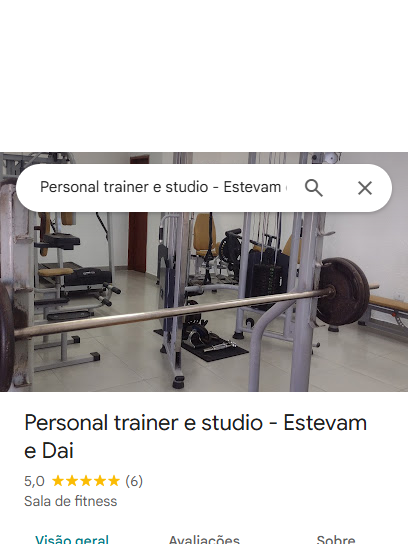 Personal trainer e studio - Estevam
Personal trainer e studio - Estevam
e Dai
5,0 (6)
Sala de fitness
Visão geral Avaliações Sobre